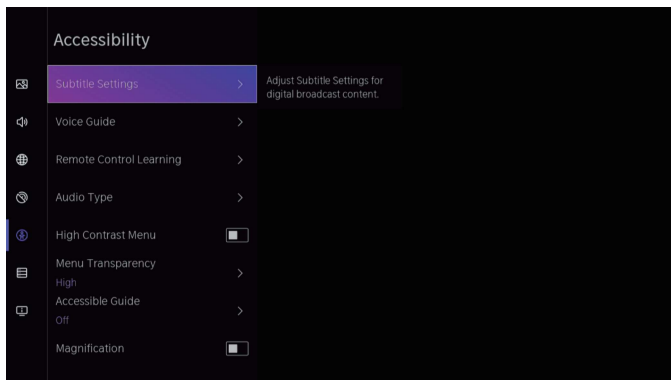 Accessibility
Subtitle Settings
Adjust Subtitle Settings for
digital broadcast content.
Voice Guide
Remote Control Learning
Audio Type
High Contrast Menu
Menu Transparency
High
Accessible Guide
Off
Magnification